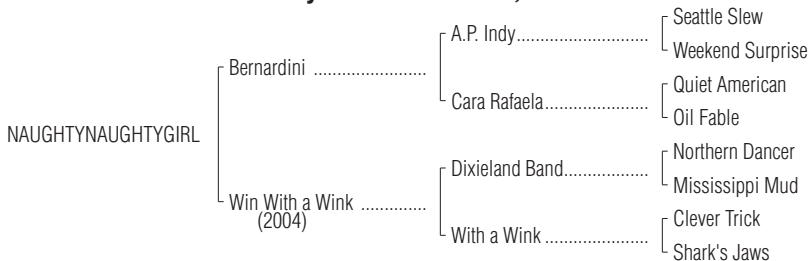 Seattle Slew
A.P. Indy........................................
Weekend Surprise
Bernardini ........................
Quiet American
Cara Rafaela................................
Oil Fable
NAUGHTYNAUGHTYGIRL
Northern Dancer
Dixieland Band..........................
Mississippi Mud
Win With a Wink ..............
(2004)
Clever Trick
With a Wink ................................
Shark's Jaws